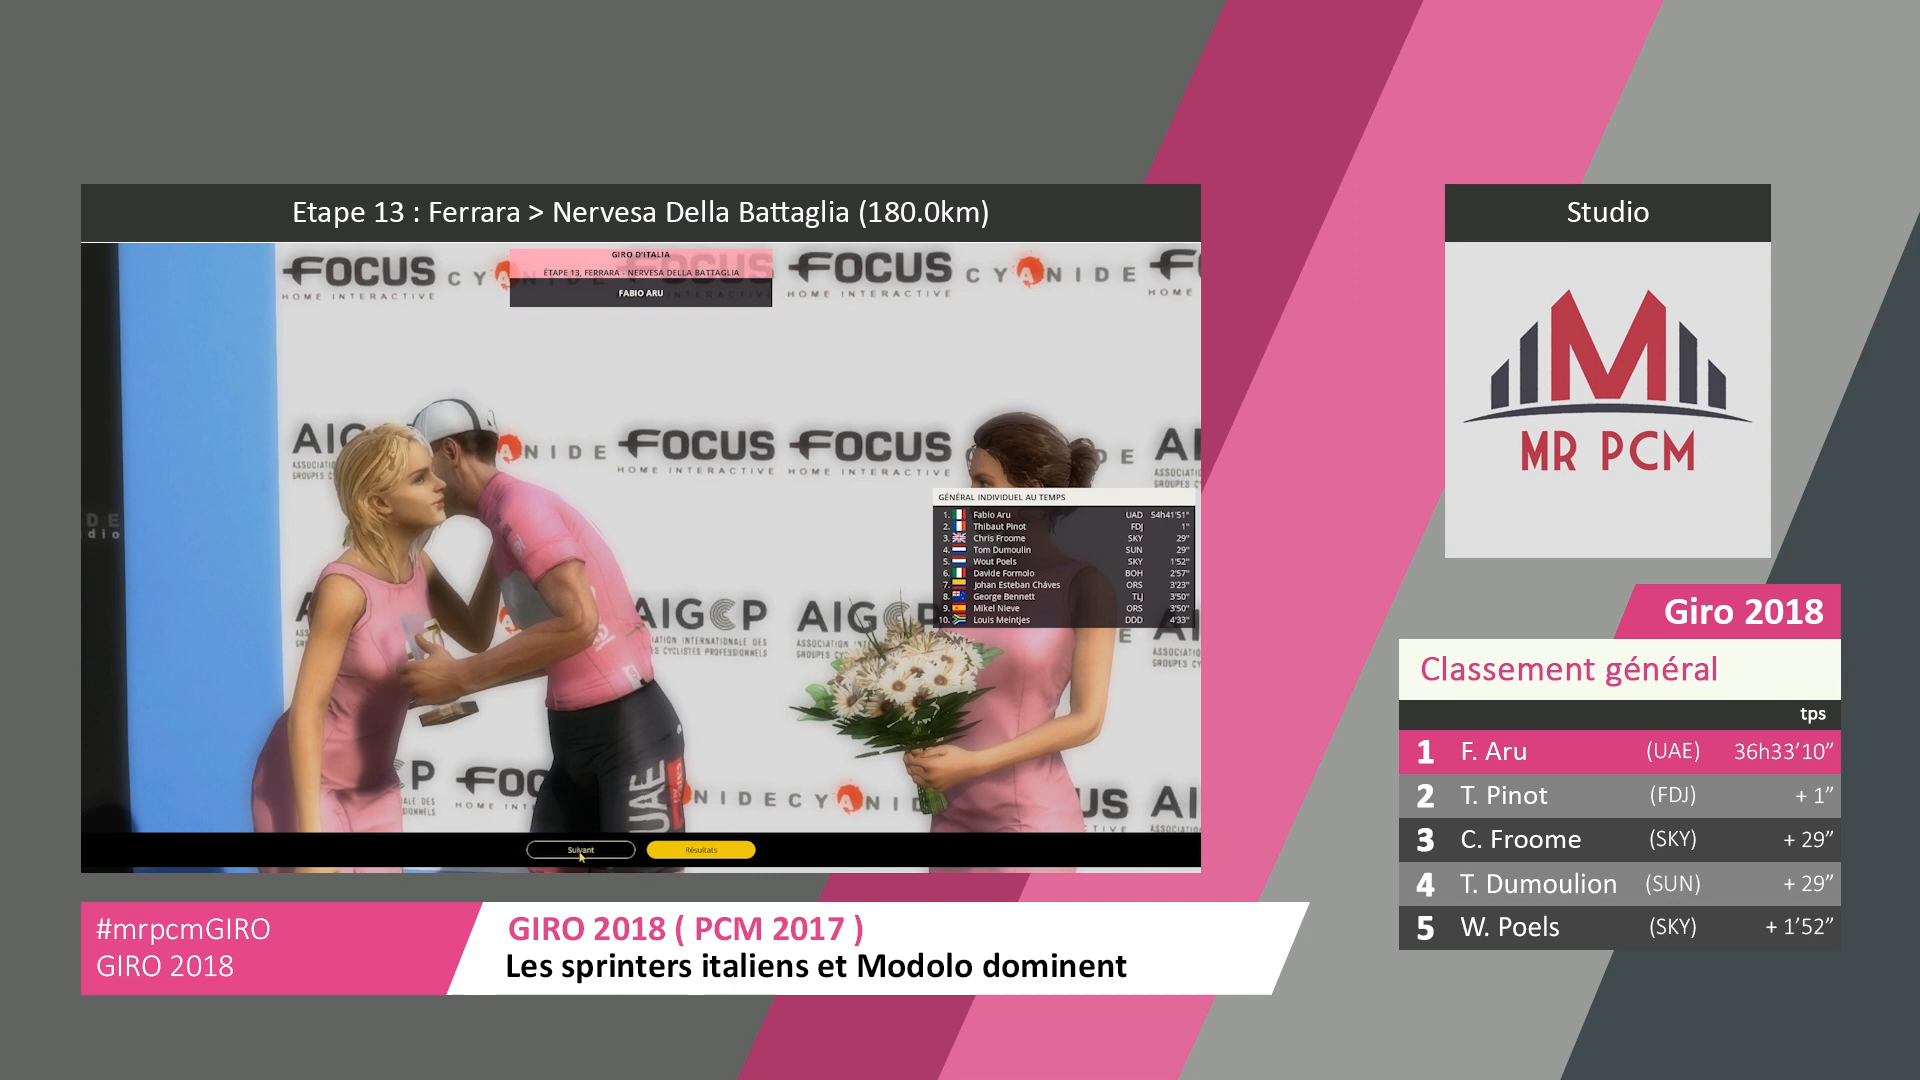 Etape 13 : Ferrara > Nervesa Della Battaglia (180.0km)
FOCUS
HOME INTERACTIVE
CYANIDE
GIRO D'ITALIA
ÉTAPE 13, FERRARA - NERVESA DELLA BATTAGLIA
FABIO ARU
FOCUS
HOME INTERACTIVE
CYANIDE
HOME
FOCUS
HOME INTERACTIVE
FOCUS
HOME INTERACTIVE
AIGCP
ASSOCIATION INTERNATIONALE DES
AIGCP
GÉNÉRAL INDIVIDUEL AU TEMPS
1. Fabio Aru UAD 54h41'51"
2. Thibaut Pinot FDJ 1"
3. Chris Froome SKY 29"
4. Tom Dumoulin SUN 29"
5. Wout Poels SKY 1'52"
6. Davide Formolo BOH 2'57"
7. Johan Esteban Cháves ORS 3'23"
8. George Bennett TLJ 3'50"
9. Mikel Nieve ORS 3'50"
10. Louis Meintjes DDD 4'33"
UAE
Suivant
Résultats
Studio
M
MR PCM
Giro 2018
Classement général
tps
1 F. Aru (UAE) 36h33’10”
2 T. Pinot (FDJ) + 1”
3 C. Froome (SKY) + 29”
4 T. Dumoulion (SUN) + 29”
5 W. Poels (SKY) + 1’52”
#mrpcmGIRO
GIRO 2018
GIRO 2018 ( PCM 2017 )
Les sprinters italiens et Modolo dominent